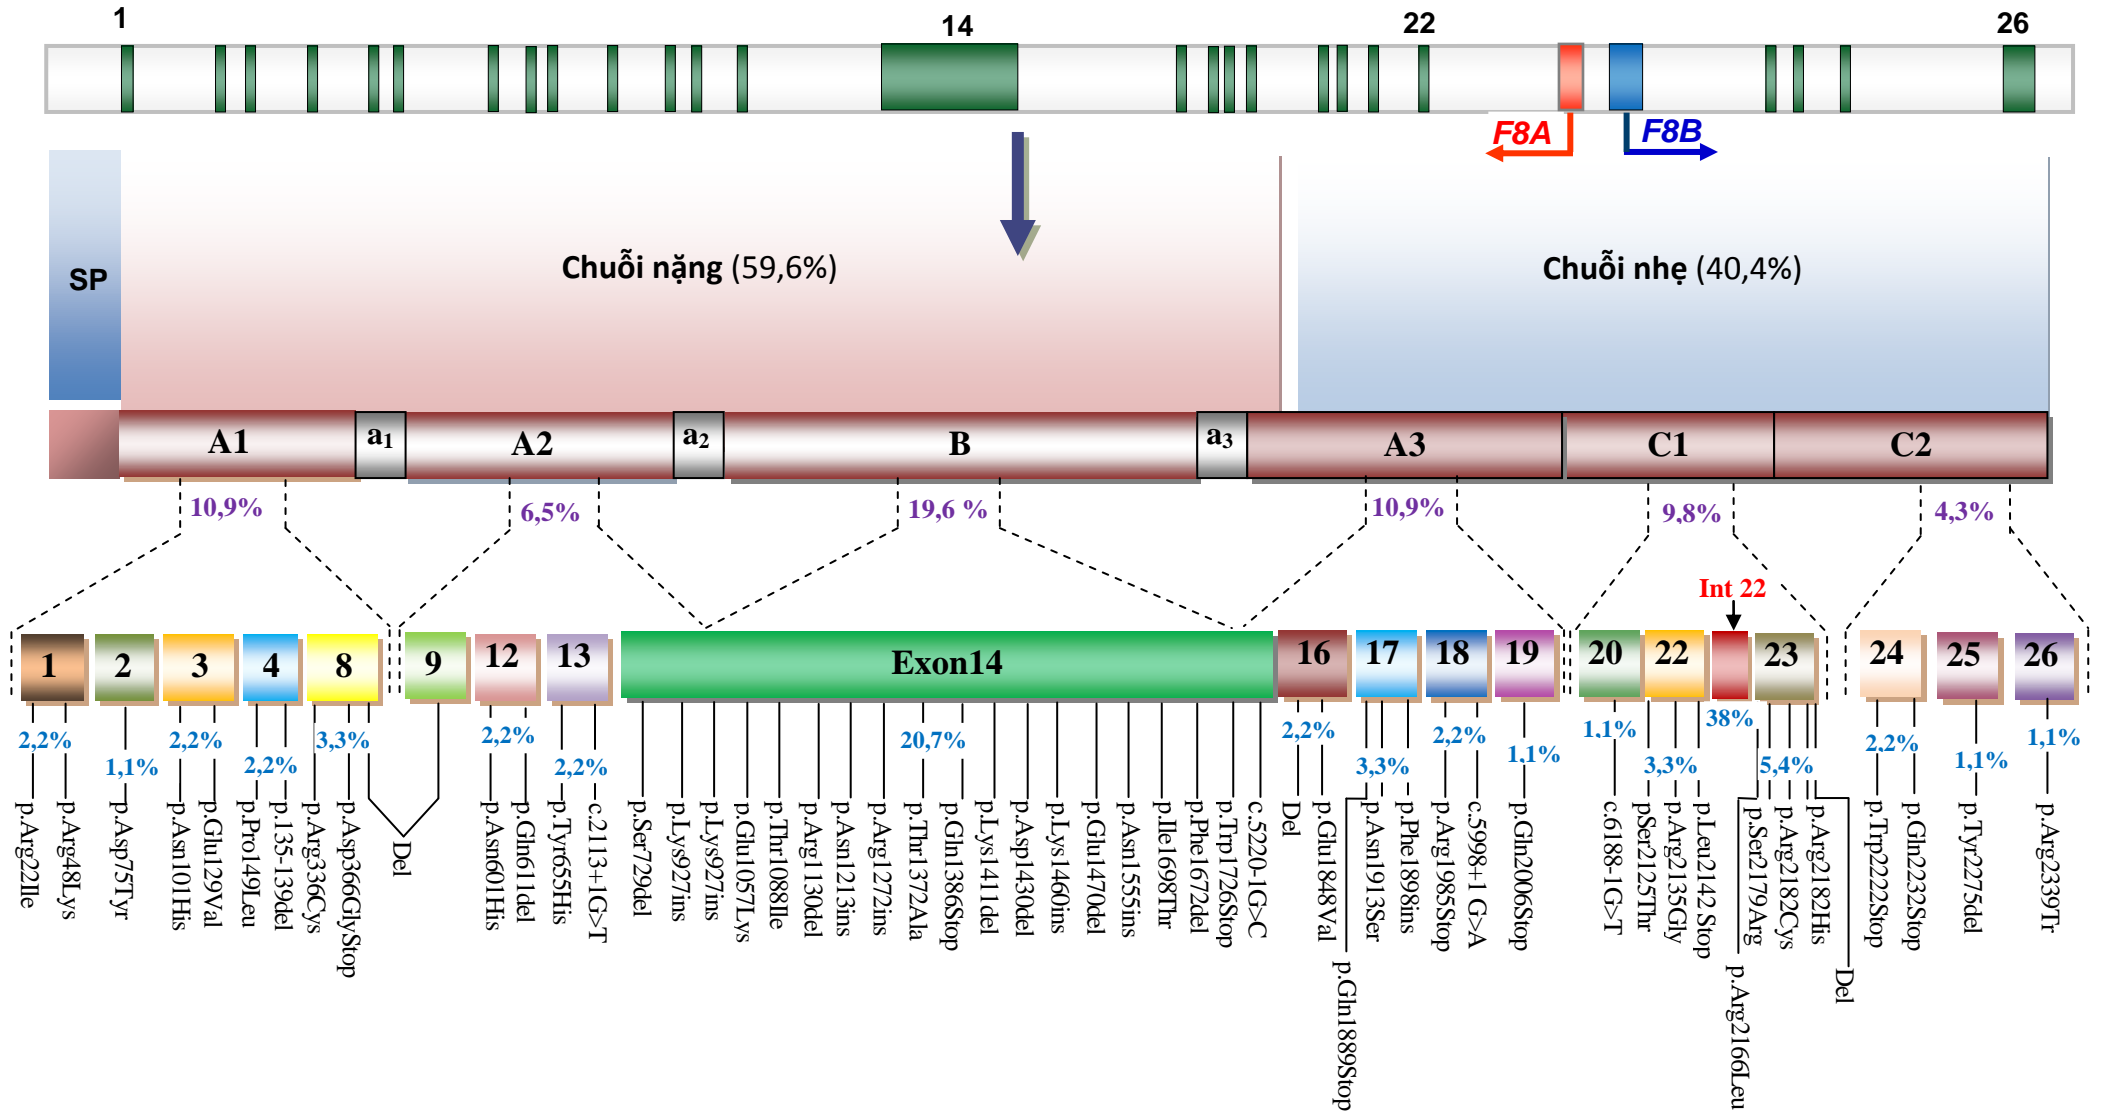 1
14
22
26
F8A
F8B
SP
Chuỗi nặng (59,6%)
Chuỗi nhẹ (40,4%)
A1
a1
A2
a2
B
a3
A3
C1
C2
10,9%
6,5%
19,6 %
10,9%
9,8%
4,3%
Int 22
1
2
3
4
8
9
12
13
Exon14
16
17
18
19
20
22
23
24
25
26
2,2%
1,1%
2,2%
2,2%
3,3%
2,2%
2,2%
20,7%
2,2%
3,3%
2,2%
1,1%
1,1%
3,3%
38%
5,4%
2,2%
1,1%
1,1%
p.Arg22Ile
p.Arg48Lys
p.Asp75Tyr
p.Asn101His
p.Glu129Val
p.Pro149Leu
p.135-139del
p.Arg336Cys
p.Asp366GlyStop
Del
p.Asn601His
p.Gln611del
p.Tyr655His
c.2113+1G>T
p.Ser729del
p.Lys927ins
p.Lys927ins
p.Glu1057Lys
p.Thr1088Ile
p.Arg1130del
p.Asn1213ins
p.Arg1272ins
p.Thr1372Ala
p.Gln1386Stop
p.Lys1411del
p.Asp1430del
p.Lys1460ins
p.Glu1470del
p.Asn1555ins
p.Ile1698Thr
p.Phe1672del
p.Trp1726Stop
c.5220-1G>C
Del
p.Glu1848Val
p.Gln1889Stop
p.Asn1913Ser
p.Phe1898ins
p.Arg1985Stop
c.5998+1 G>A
p.Gln2006Stop
c.6188-1G>T
pSer2125Thr
p.Arg2135Gly
p.Leu2142 Stop
p.Arg2166Leu
p.Ser2179Arg
p.Arg2182Cys
p.Arg2182His
Del
p.Trp222Stop
p.Gln2232Stop
p.Tyr2275del
p.Arg239Tr